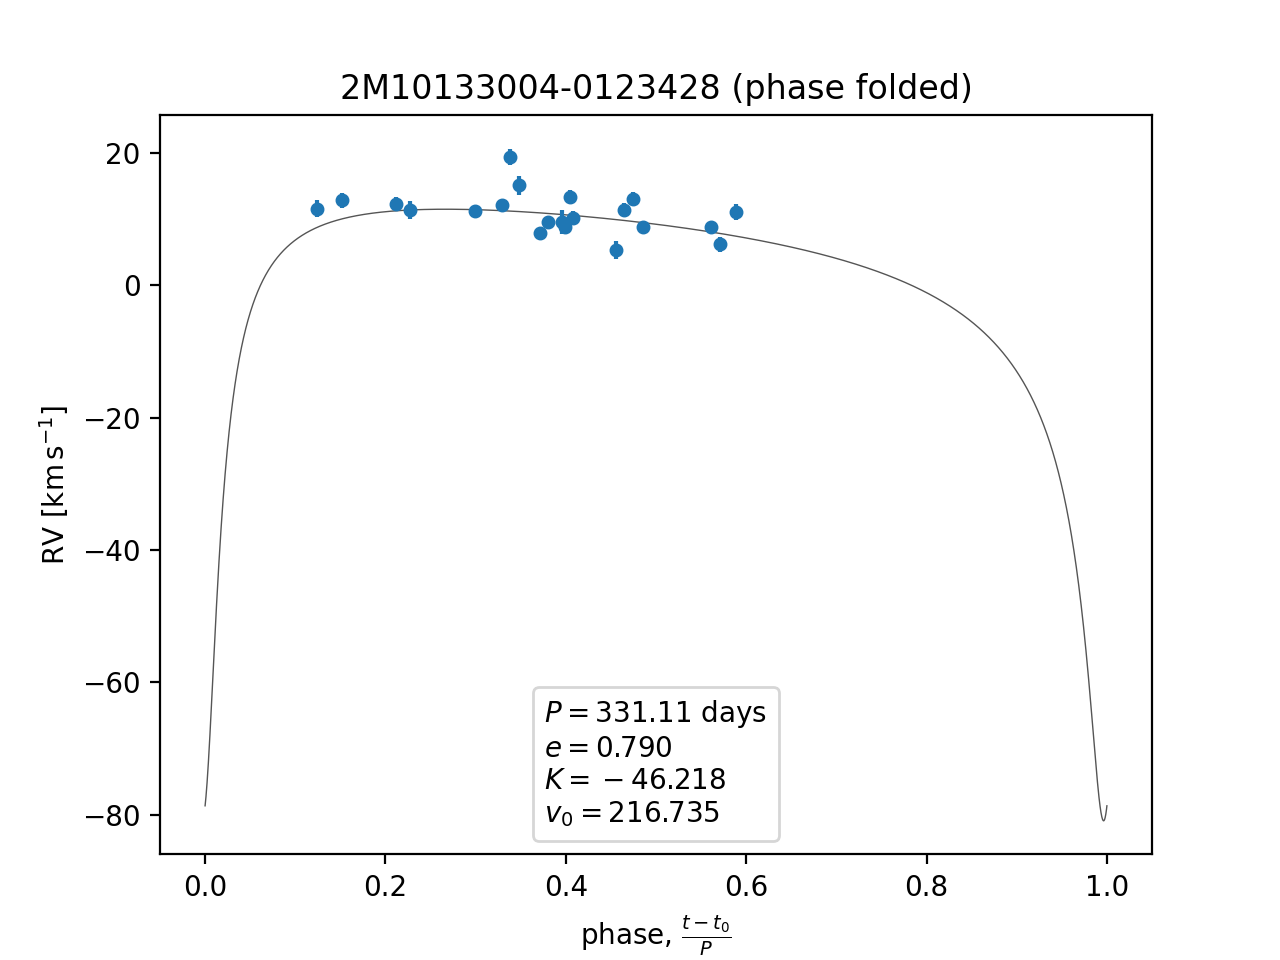 2M10133004-0123428 (phase folded)
20
0
−20
−40
−60
−80
RV [km s⁻¹]
P = 331.11 days
e = 0.790
K = −46.218
v₀ = 216.735
0.0 0.2 0.4 0.6 0.8 1.0
phase, (t − t₀)/P